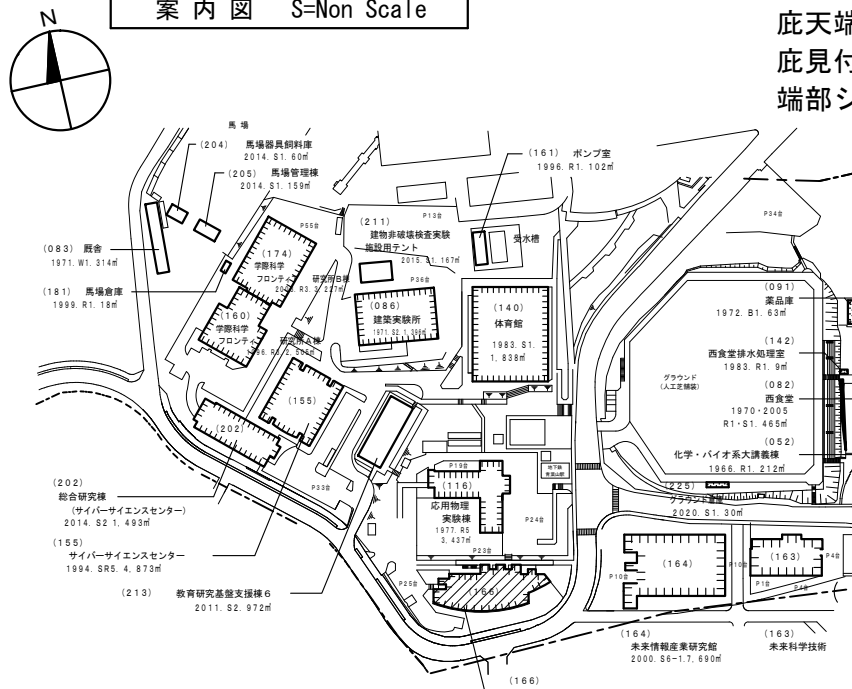 案内図 S=Non Scale
庇天端
庇見付
端部シ
N
馬場
(204) 馬場器具飼料庫
2014. S1. 60㎡
(205) 馬場管理棟
2014. S1. 159㎡
(161) ポンプ室
1996. R1. 102㎡
P55台
P13台
P34台
(211)
建物非破壊検査実験
施設用テント
2015. S1. 167㎡
受水槽
(083) 厩舎
1971. W1. 314㎡
(174)
学際科学
フロンティア
研究所B棟
P36台
(181) 馬場倉庫
1999. R1. 18㎡
(086)
建築実験所
(140)
体育館
1983. S1.
1,838㎡
(091)
薬品庫
1972. B1. 63㎡
(160)
学際科学
フロンティア
研究所A棟
(142)
西食堂排水処理室
1983. R1. 9㎡
グラウンド
(人工芝舗装)
(082)
西食堂
1970・2005
R1・S1. 465㎡
(155)
(202)
(052)
化学・バイオ系大講義棟
1966. R1. 212㎡
P19台
(116)
応用物理
実験棟
1977. R5
3,437㎡
P33台
P24台
P23台
(225)
2020. S1. 30㎡
(202)
総合研究棟
(サイバーサイエンスセンター)
2014. S2 1,493㎡
(155)
サイバーサイエンスセンター
1994. SR5. 4,873㎡
(213) 教育研究基盤支援棟6
2011. S2. 972㎡
P25台
(166)
(164)
P10台
P10台
(163)
P4台
P1台
P4台
(164)
未来情報産業研究館
2000. S6-1. 7,690㎡
(163)
未来科学技術
(166)